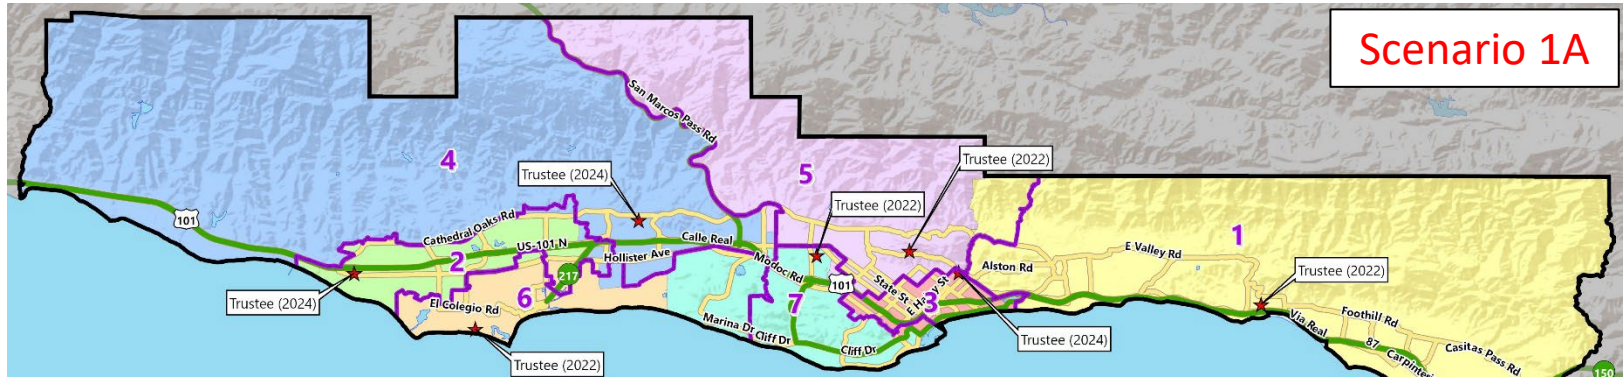 Scenario 1A
San Marcos Pass Rd
4
5
Trustee (2022)
Trustee (2024)
Trustee (2022)
101
Cathedral Oaks Rd
US-101 N
Calle Real
Hollister Ave
2
217
Modoc Rd
101
State St
E Haley St
Alston Rd
E Valley Rd
1
Trustee (2024)
El Colegio Rd
6
7
3
Trustee (2022)
Marina Dr
Cliff Dr
Cliff Dr
Trustee (2024)
Via Real
Foothill Rd
Casitas Pass Rd
87
Carpinteri
150
Trustee (2022)